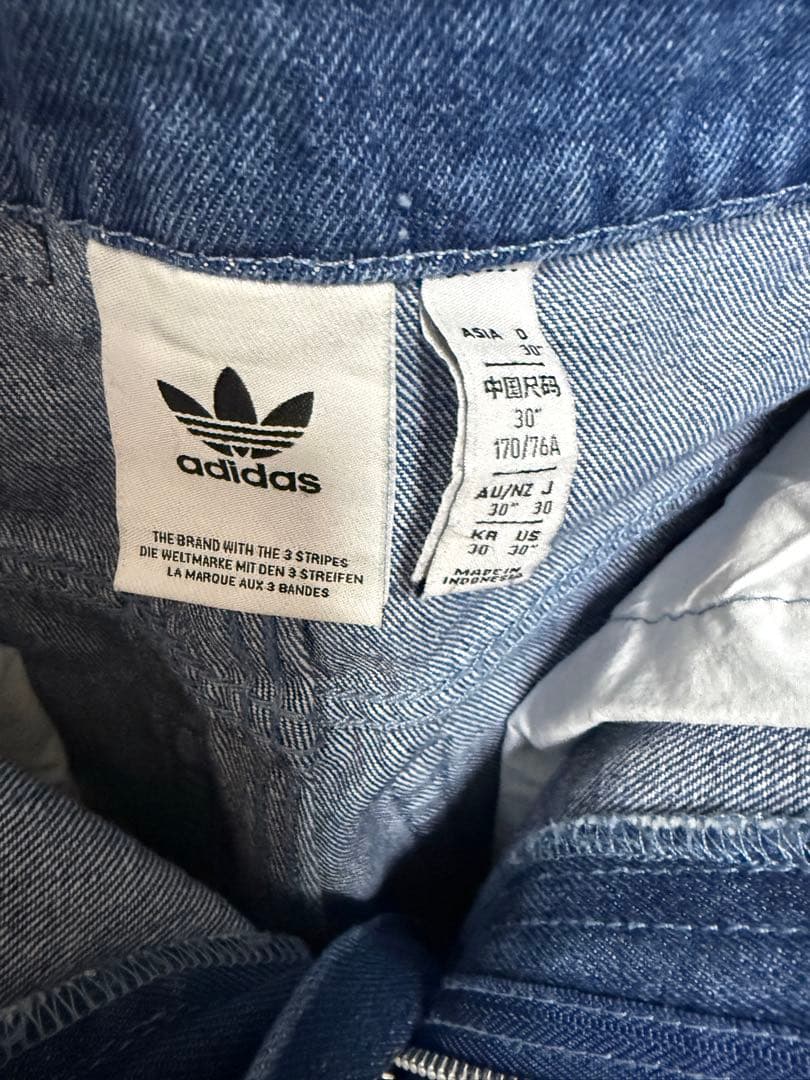 adidas
THE BRAND WITH THE 3 STRIPES
DIE WELTMARKE MIT DEN 3 STREIFEN
LA MARQUE AUX 3 BANDES
ASIA D
30"
中国尺码
30"
170/76A
AU/NZ J
30" 30
KR US
30 30"
MADE IN
INDONESIA